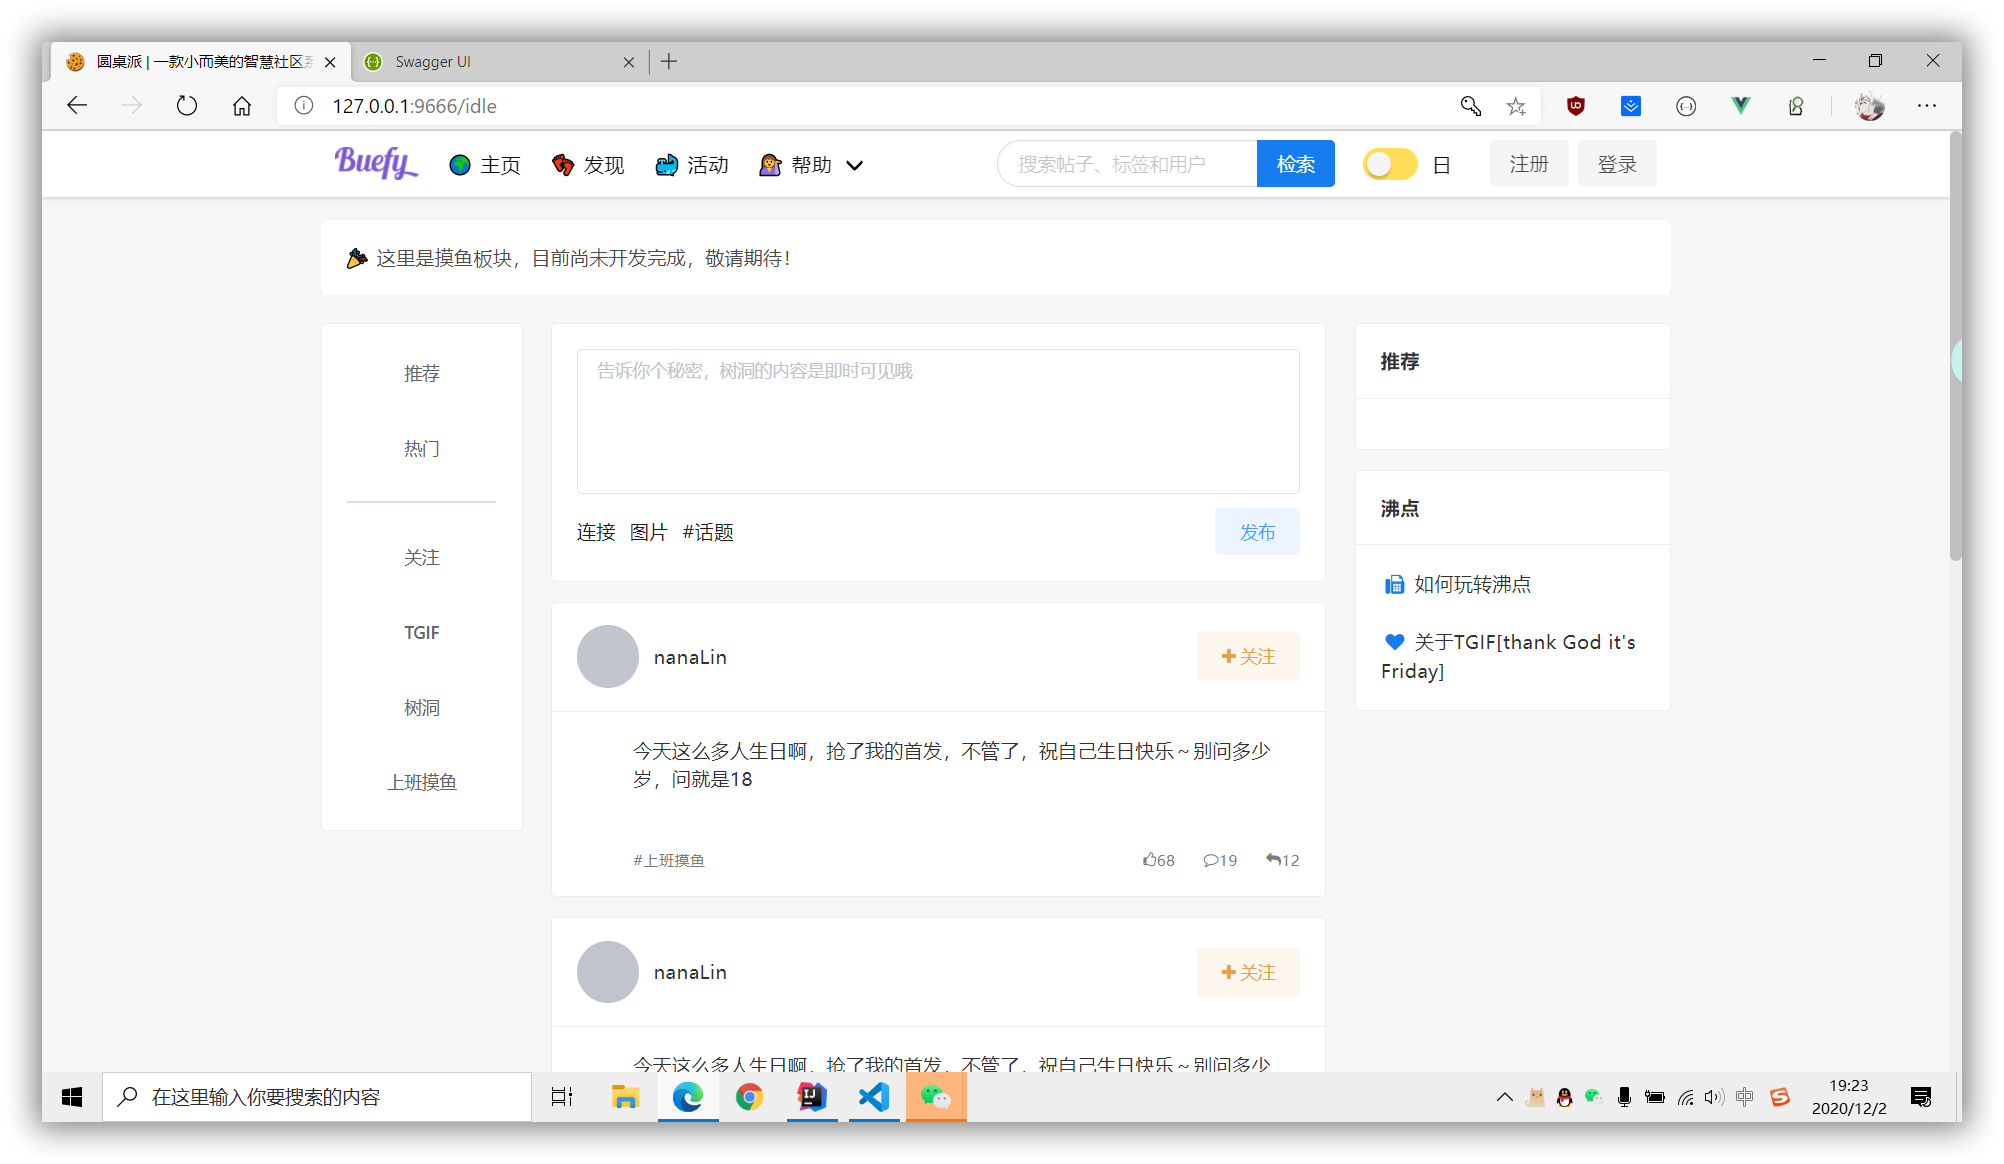 圆桌派 | 一款小而美的智慧社区系
Swagger UI
127.0.0.1:9666/idle
Buefy
主页
发现
活动
帮助
搜索帖子、标签和用户
检索
日
注册
登录
这里是摸鱼板块，目前尚未开发完成，敬请期待！
推荐
热门
关注
TGIF
树洞
上班摸鱼
告诉你个秘密，树洞的内容是即时可见哦
连接 图片 #话题
发布
nanaLin
关注
今天这么多人生日啊，抢了我的首发，不管了，祝自己生日快乐～别问多少
岁，问就是18
#上班摸鱼
68
19
12
nanaLin
关注
今天这么多人生日啊，抢了我的首发，不管了，祝自己生日快乐～别问多少
推荐
沸点
如何玩转沸点
关于TGIF[thank God it's
Friday]
在这里输入你要搜索的内容
中
19:23
2020/12/2